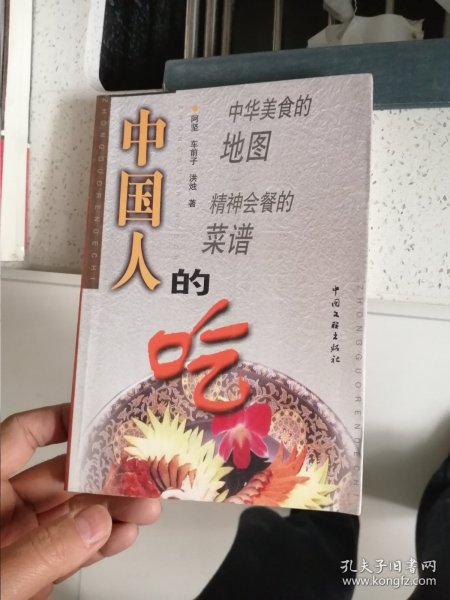 中国人
的
吃
阿坚 车前子 洪烛 著
中华美食的
地图
精神会餐的
菜谱
中国文联出版社
ZHONGGUORENDECHI
ZHONGGUORENDECHI
孔夫子旧书网
www.kongfz.com